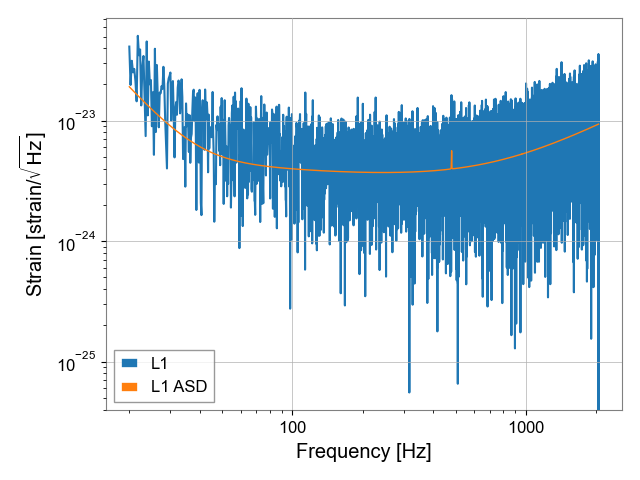 Strain [strain/√Hz]
10⁻²³
10⁻²⁴
10⁻²⁵
L1
L1 ASD
100
1000
Frequency [Hz]